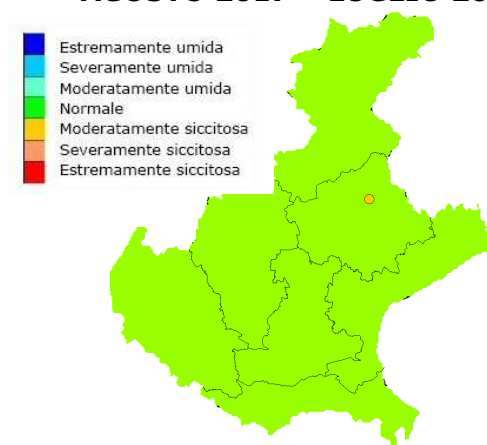 Estremamente umida
Severamente umida
Moderatamente umida
Normale
Moderatamente siccitosa
Severamente siccitosa
Estremamente siccitosa